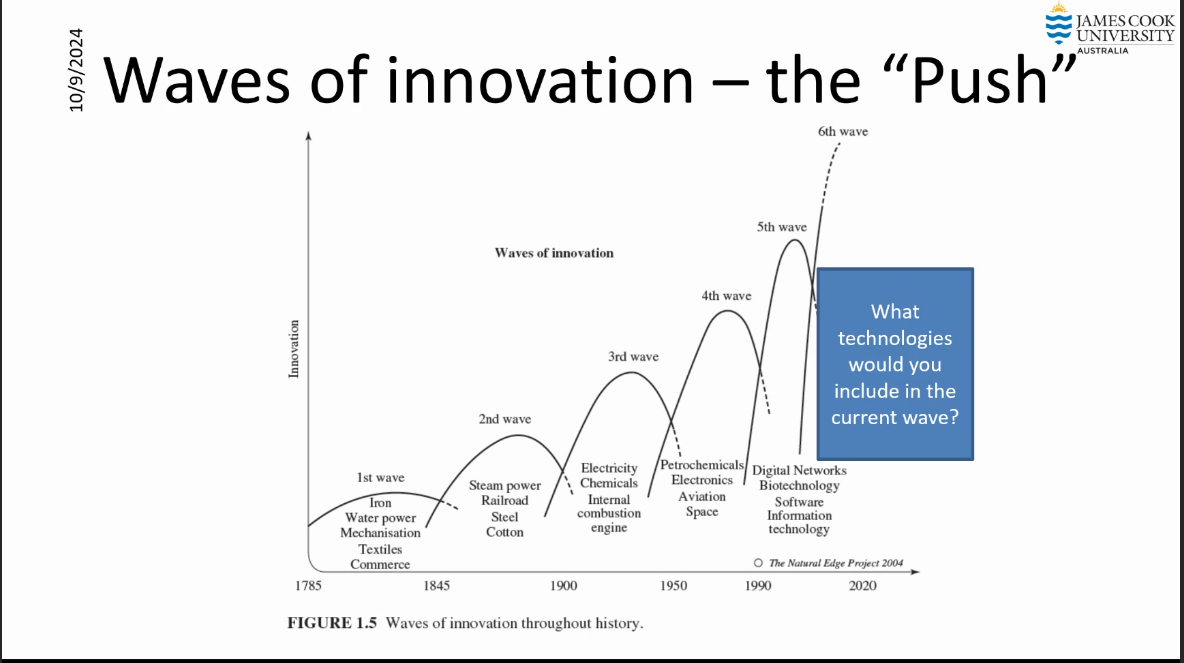 10/9/2024
JAMES COOK
UNIVERSITY
AUSTRALIA
Waves of innovation – the “Push”
6th wave
5th wave
Waves of innovation
4th wave
3rd wave
2nd wave
1st wave
Innovation
What
technologies
would you
include in the
current wave?
Iron
Water power
Mechanisation
Textiles
Commerce
Steam power
Railroad
Steel
Cotton
Electricity
Chemicals
Internal
combustion
engine
Petrochemicals
Electronics
Aviation
Space
Digital Networks
Biotechnology
Software
Information
technology
The Natural Edge Project 2004
1785 1845 1900 1950 1990 2020
FIGURE 1.5 Waves of innovation throughout history.